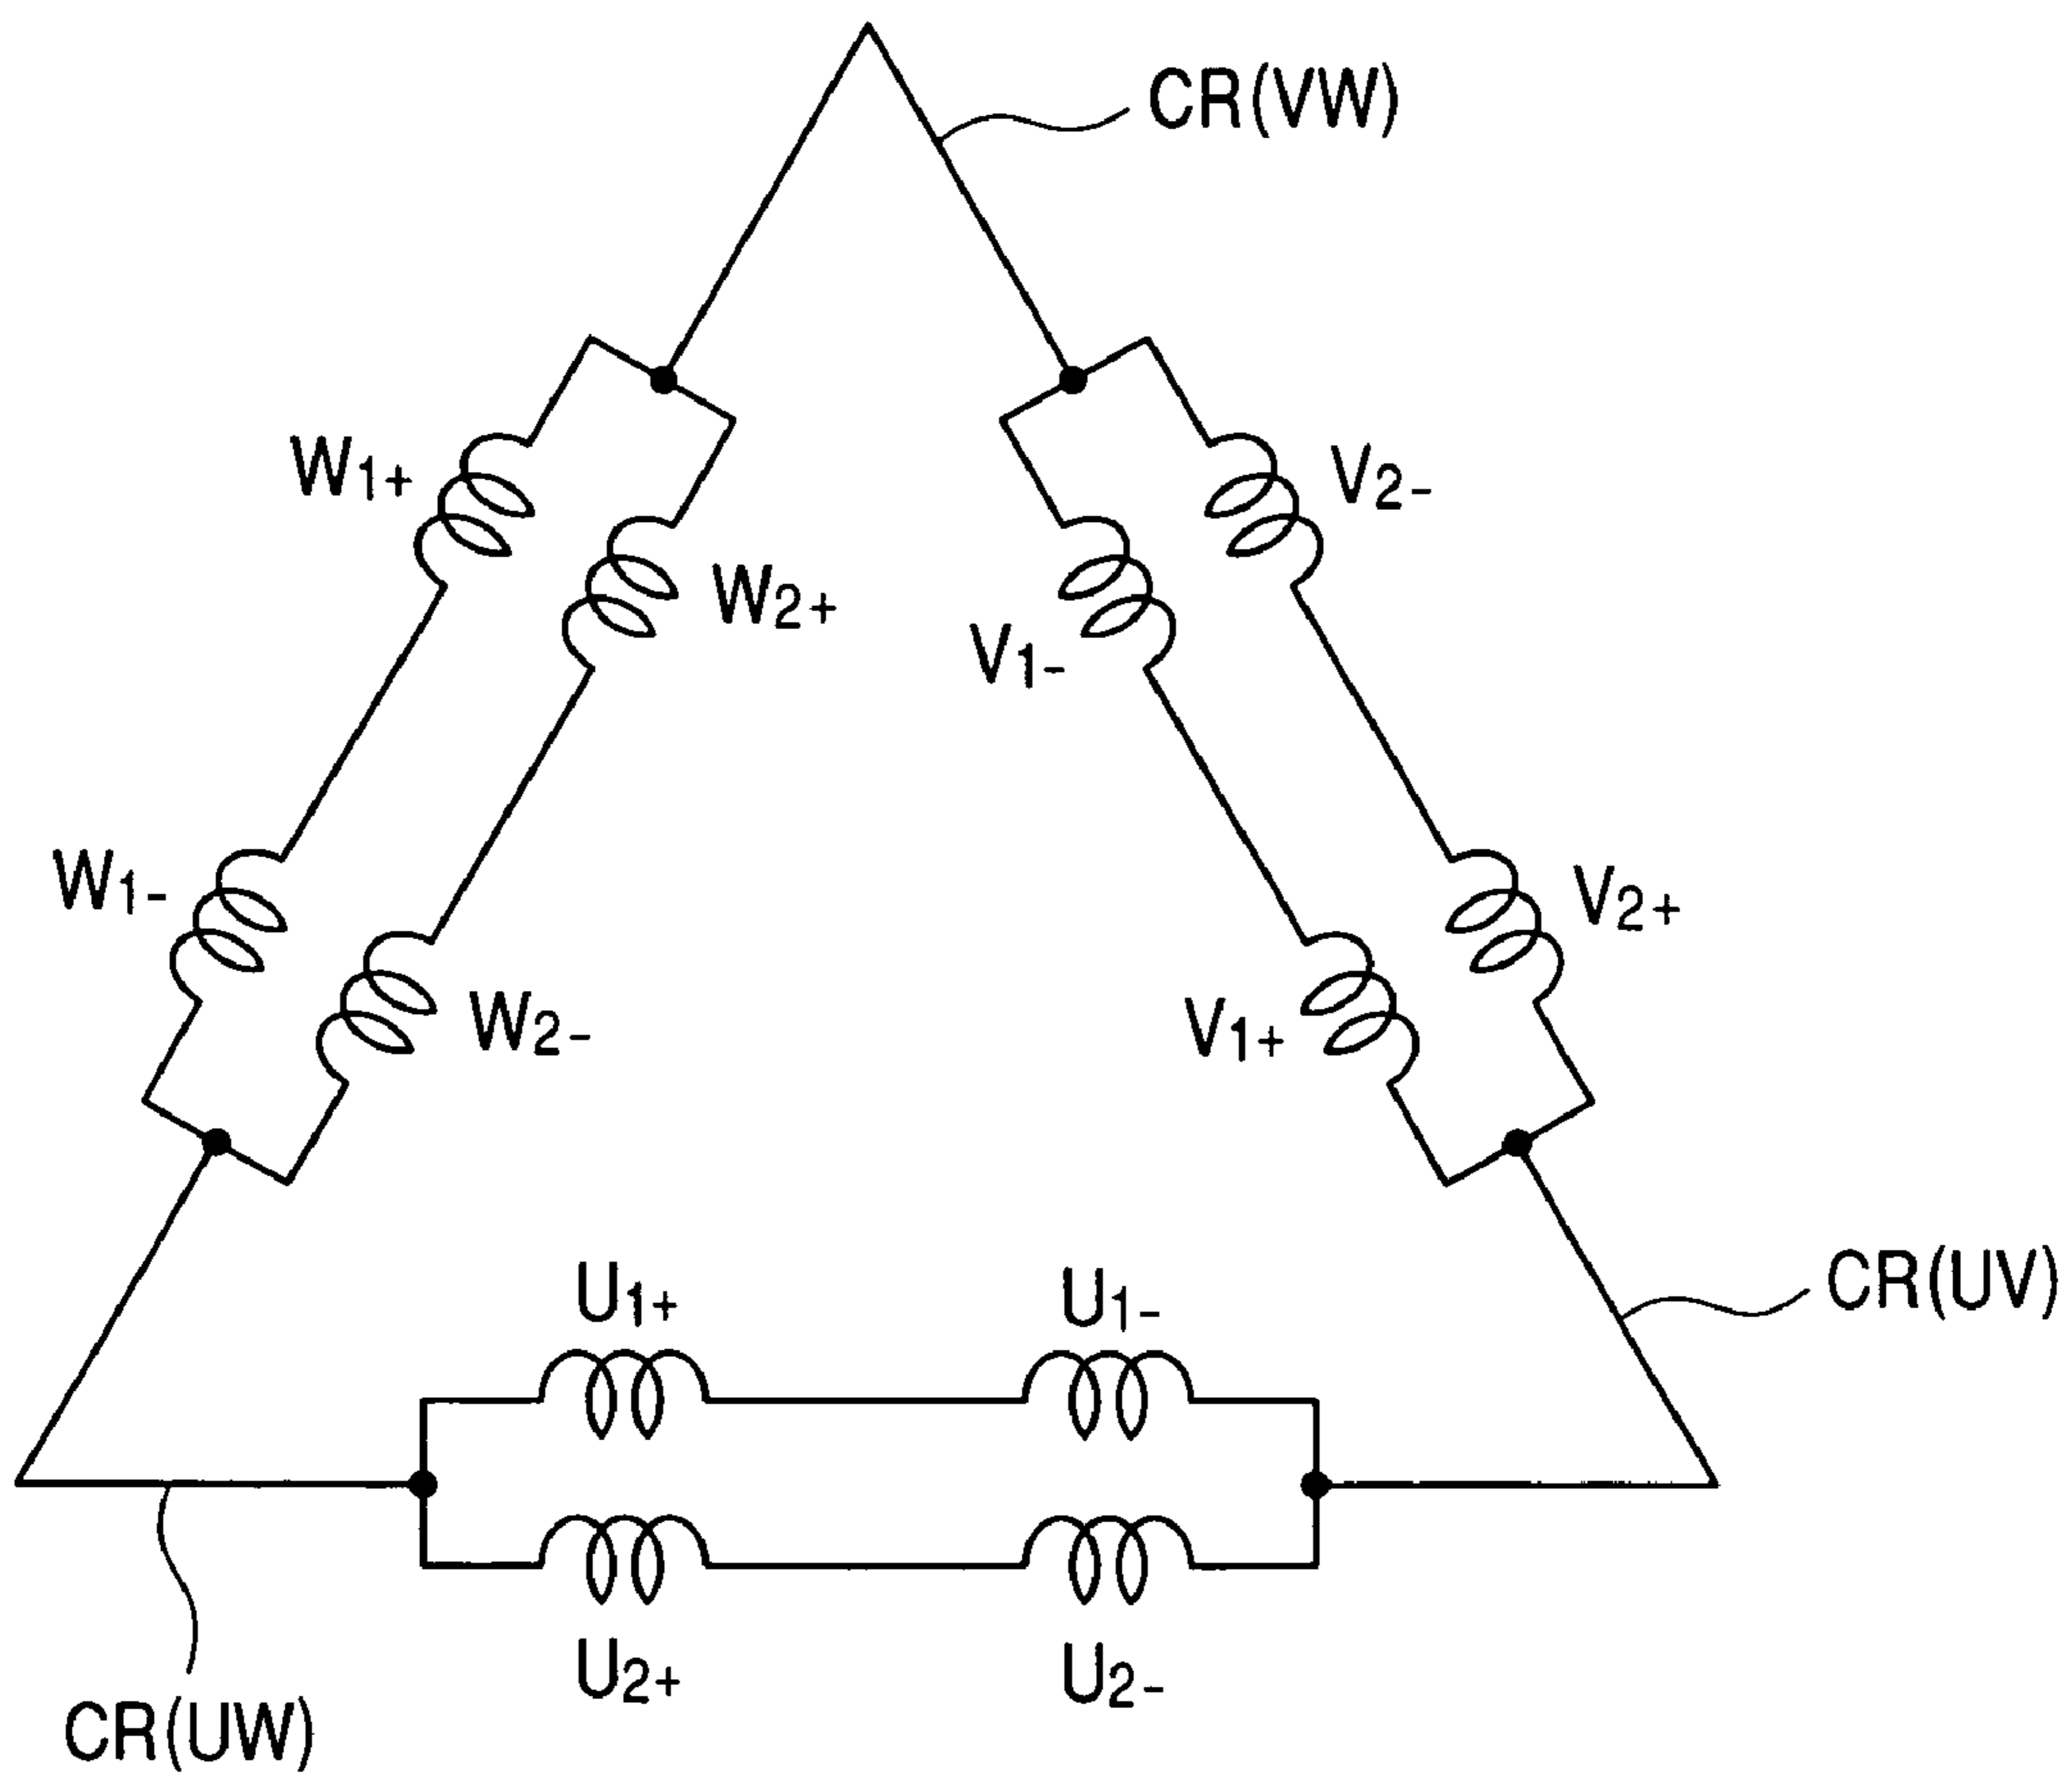 CR(VW)
W1+
V2-
W2+
V1-
W1-
V2+
W2-
V1+
U1+
U1-
CR(UV)
U2+
U2-
CR(UW)